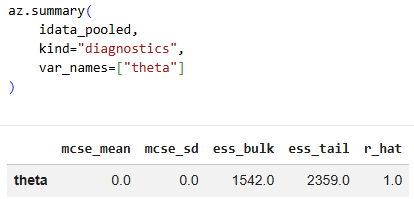 az.summary(
    idata_pooled,
    kind="diagnostics",
    var_names=["theta"]
)
mcse_mean mcse_sd ess_bulk ess_tail r_hat
theta 0.0 0.0 1542.0 2359.0 1.0